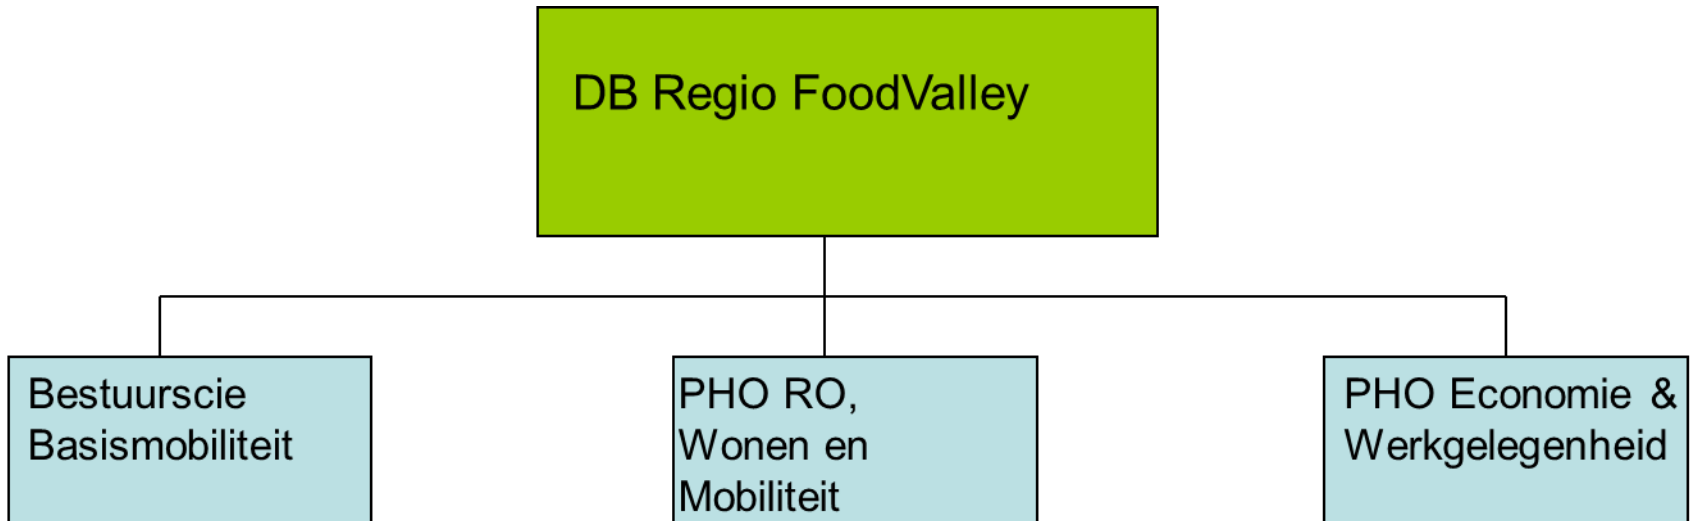 DB Regio FoodValley
Bestuurscie
Basismobiliteit
PHO RO,
Wonen en
Mobiliteit
PHO Economie &
Werkgelegenheid